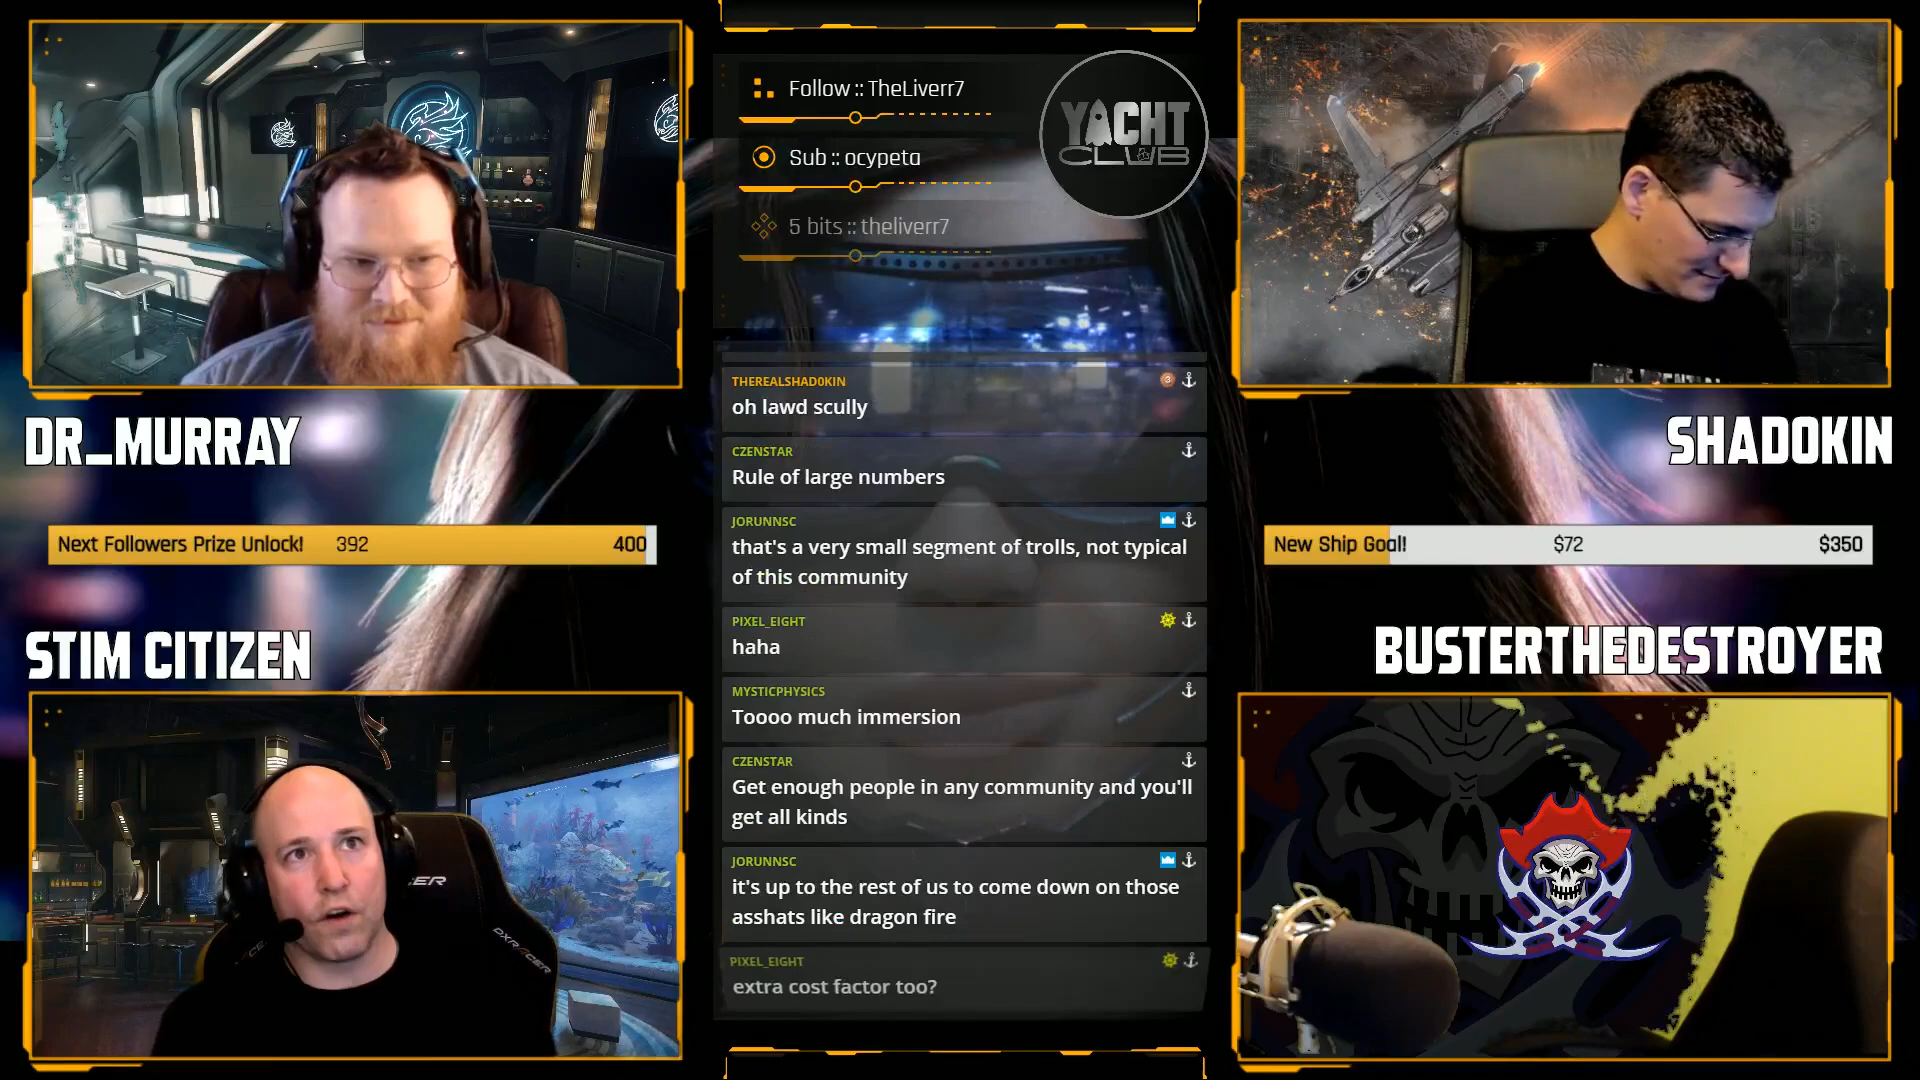 Follow :: TheLiverr7
Sub :: ocypeta
5 bits :: theliverr7
YACHT
CLUB
THEREALSHAD0KIN
oh lawd scully
CZENSTAR
Rule of large numbers
JORUNNSC
that's a very small segment of trolls, not typical
of this community
PIXEL_EIGHT
haha
MYSTICPHYSICS
Toooo much immersion
CZENSTAR
Get enough people in any community and you'll
get all kinds
JORUNNSC
it's up to the rest of us to come down on those
asshats like dragon fire
PIXEL_EIGHT
extra cost factor too?
DR_MURRAY
Next Followers Prize Unlock! 392 400
STIM CITIZEN
SHADOKIN
New Ship Goal! $72 $350
BUSTERTHEDESTROYER
DXRACER